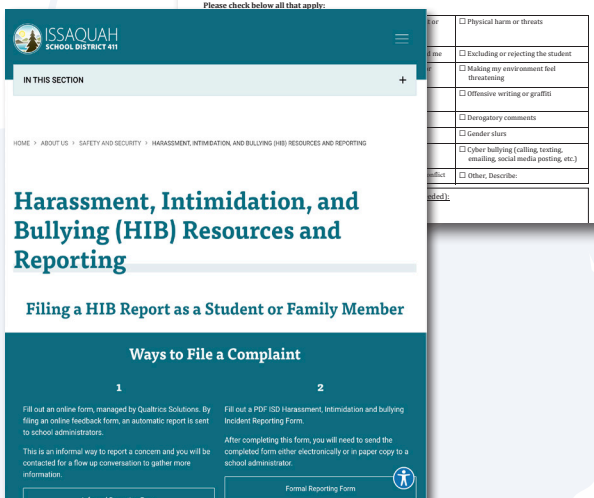 Please check below all that apply:
ISSAQUAH
SCHOOL DISTRICT 411
IN THIS SECTION +
HOME > ABOUT US > SAFETY AND SECURITY > HARASSMENT, INTIMIDATION, AND BULLYING (HIB) RESOURCES AND REPORTING
Harassment, Intimidation, and
Bullying (HIB) Resources and
Reporting
Filing a HIB Report as a Student or Family Member
Ways to File a Complaint
1
Fill out an online form, managed by Qualtrics Solutions. By
filing an online feedback form, an automatic report is sent
to school administrators.
This is an informal way to report a concern and you will be
contacted for a flow up conversation to gather more
information.
2
Fill out a PDF ISD Harassment, Intimidation and bullying
Incident Reporting Form.
After completing this form, you will need to send the
completed form either electronically or in paper copy to a
school administrator.
Formal Reporting Form
or
☐ Physical harm or threats
d me
☐ Excluding or rejecting the student
☐ Making my environment feel
threatening
☐ Offensive writing or graffiti
☐ Derogatory comments
☐ Gender slurs
☐ Cyber bullying (calling, texting,
emailing, social media posting, etc.)
onflict
☐ Other, Describe:
eded):